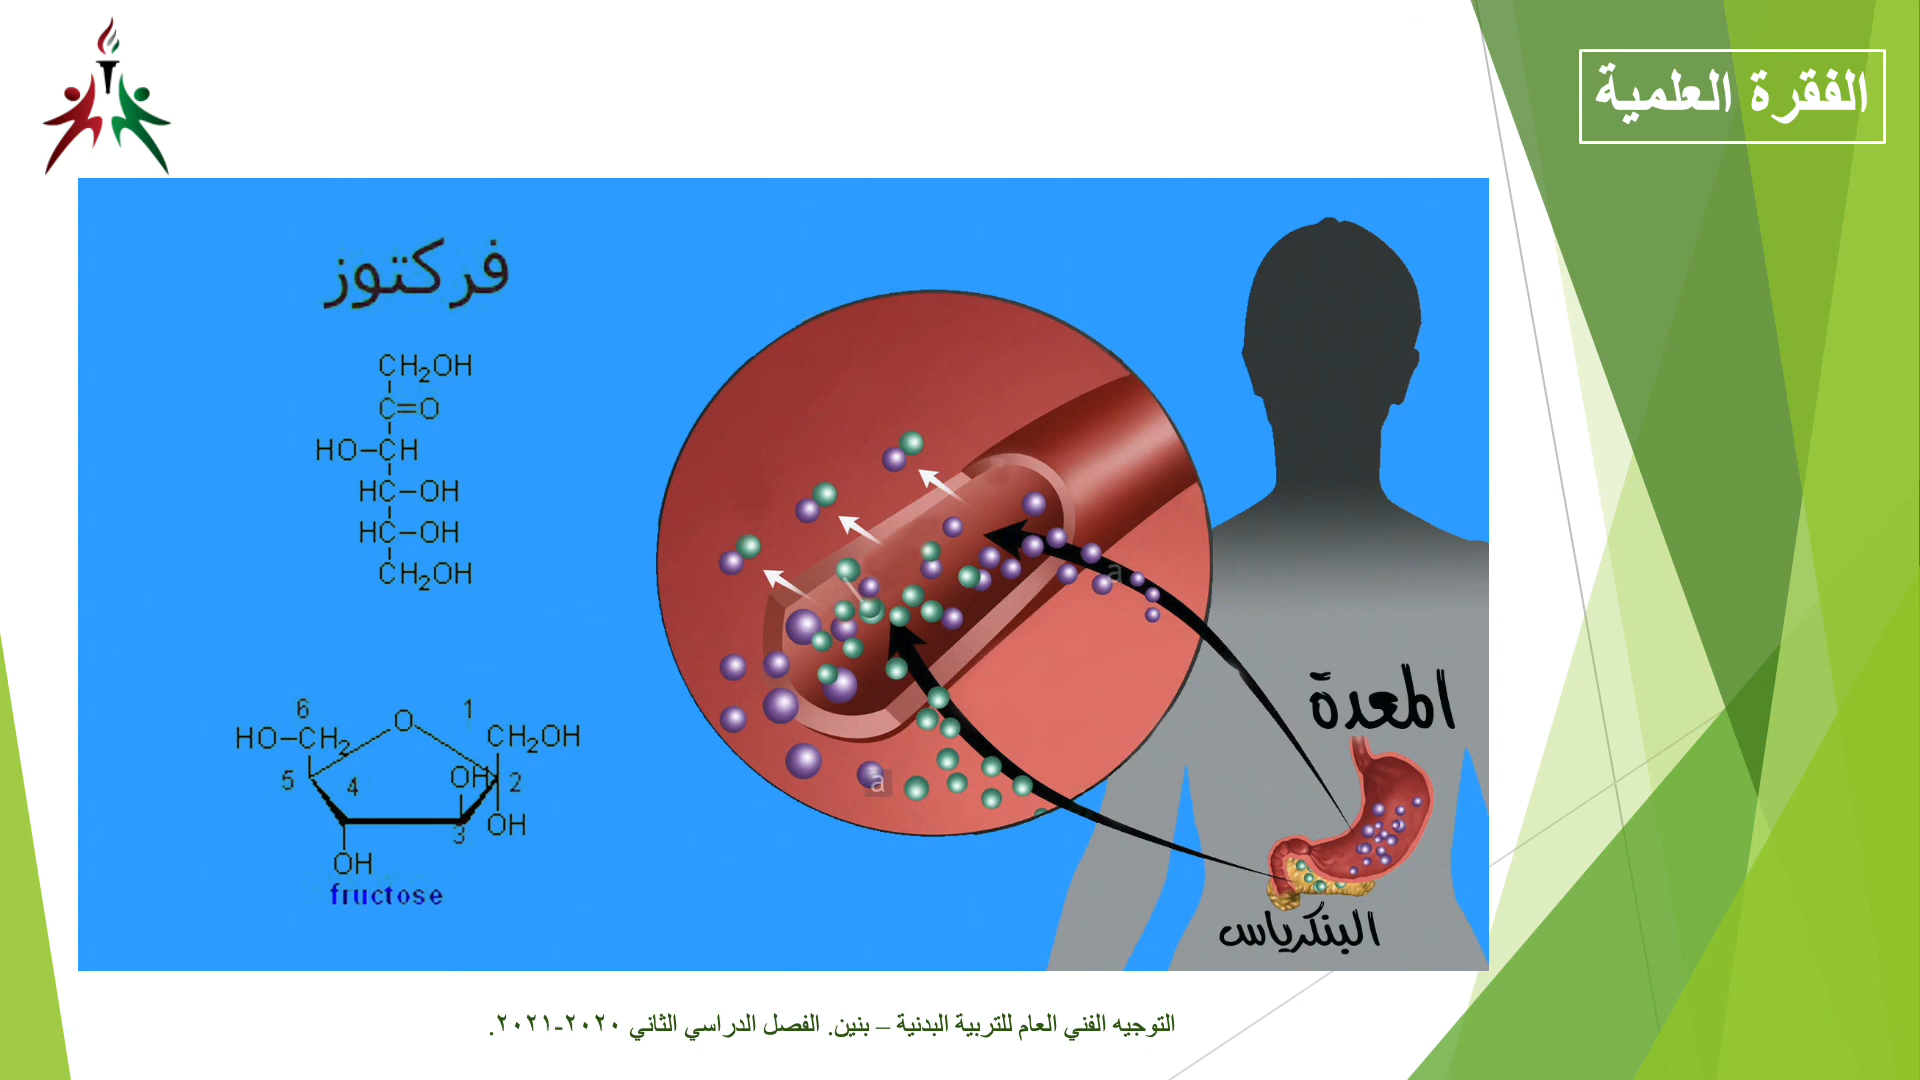 الفقرة العلمية
فركتوز
CH₂OH
C=O
HO–CH
HC–OH
HC–OH
CH₂OH
6
1
O
HO–CH₂
CH₂OH
5
4
OH
2
3
OH
OH
fructose
a
a
المعدة
البنكرياس
التوجيه الفني العام للتربية البدنية – بنين. الفصل الدراسي الثاني ٢٠٢٠-٢٠٢١.